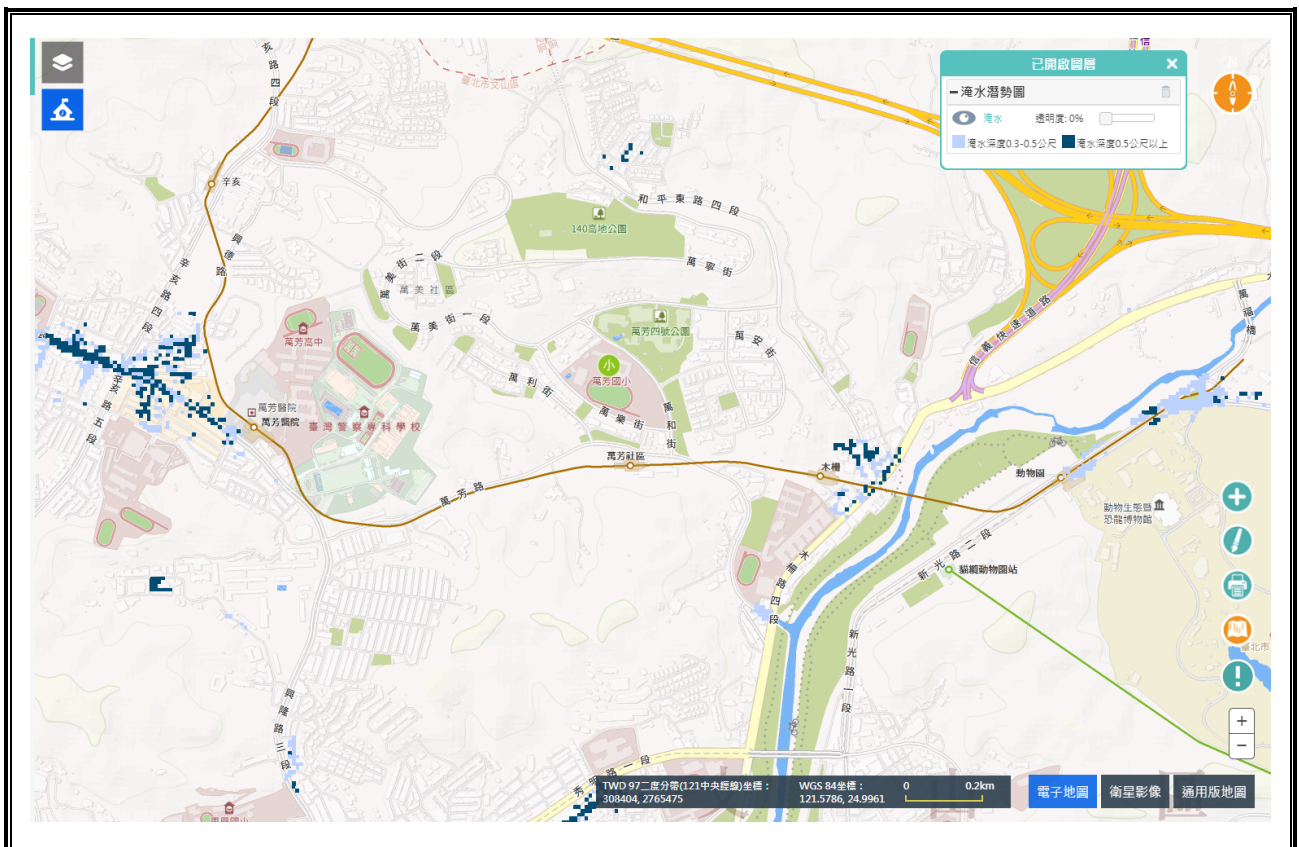 已開啟圖層
淹水潛勢圖
淹水
透明度: 0%
淹水深度0.3-0.5公尺
淹水深度0.5公尺以上
N
信
亥路四段
臺北市文山區
辛亥
和平東路四段
140高地公園
興德路
萬美街二段
萬寧街
萬美社區
辛亥路四段
萬美街一段
萬芳四號公園
萬安街
信義快速道路
萬福橋
萬芳高中
小
萬芳國小
萬利街
萬樂街
萬和街
辛亥路五段
萬芳醫院
萬芳醫院
臺灣警察專科學校
萬芳社區
木柵
動物園
萬芳路
動物生態暨
恐龍博物館
新光路二段
貓纜動物園站
木柵路四段
新光路一段
臺北市
興隆路三段
秀明路一段
TWD 97二度分帶(121中央經線)坐標：
308404, 2765475
WGS 84坐標：
121.5786, 24.9961
0
0.2km
電子地圖
衛星影像
通用版地圖
+
−
區